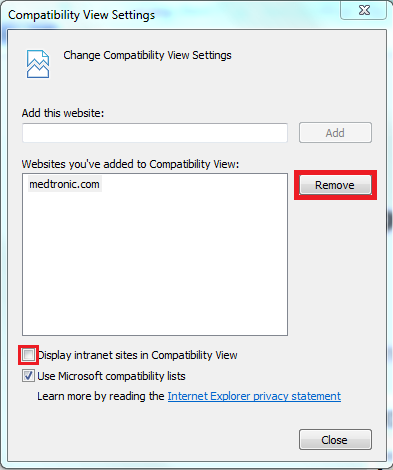 Compatibility View Settings
Change Compatibility View Settings
Add this website:
Add
Websites you've added to Compatibility View:
medtronic.com
Remove
Display intranet sites in Compatibility View
Use Microsoft compatibility lists
Learn more by reading the Internet Explorer privacy statement
Close